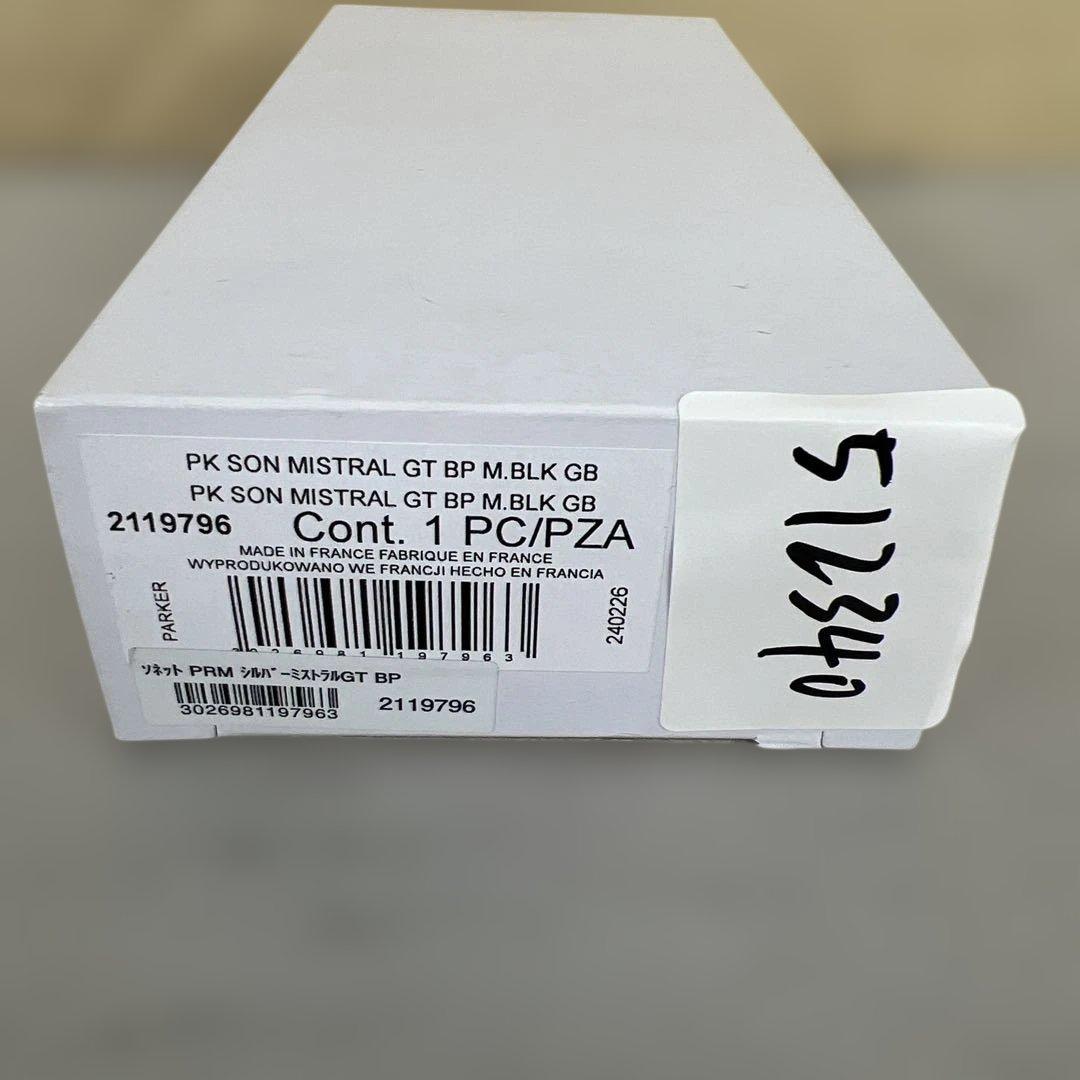 PK SON MISTRAL GT BP M.BLK GB
PK SON MISTRAL GT BP M.BLK GB
2119796 Cont. 1 PC/PZA
MADE IN FRANCE FABRIQUE EN FRANCE
WYPRODUKOWANO WE FRANCJI HECHO EN FRANCIA
PARKER
240226
3026981197963
ソネット PRM シルバーミストラルGT BP
3026981197963 2119796